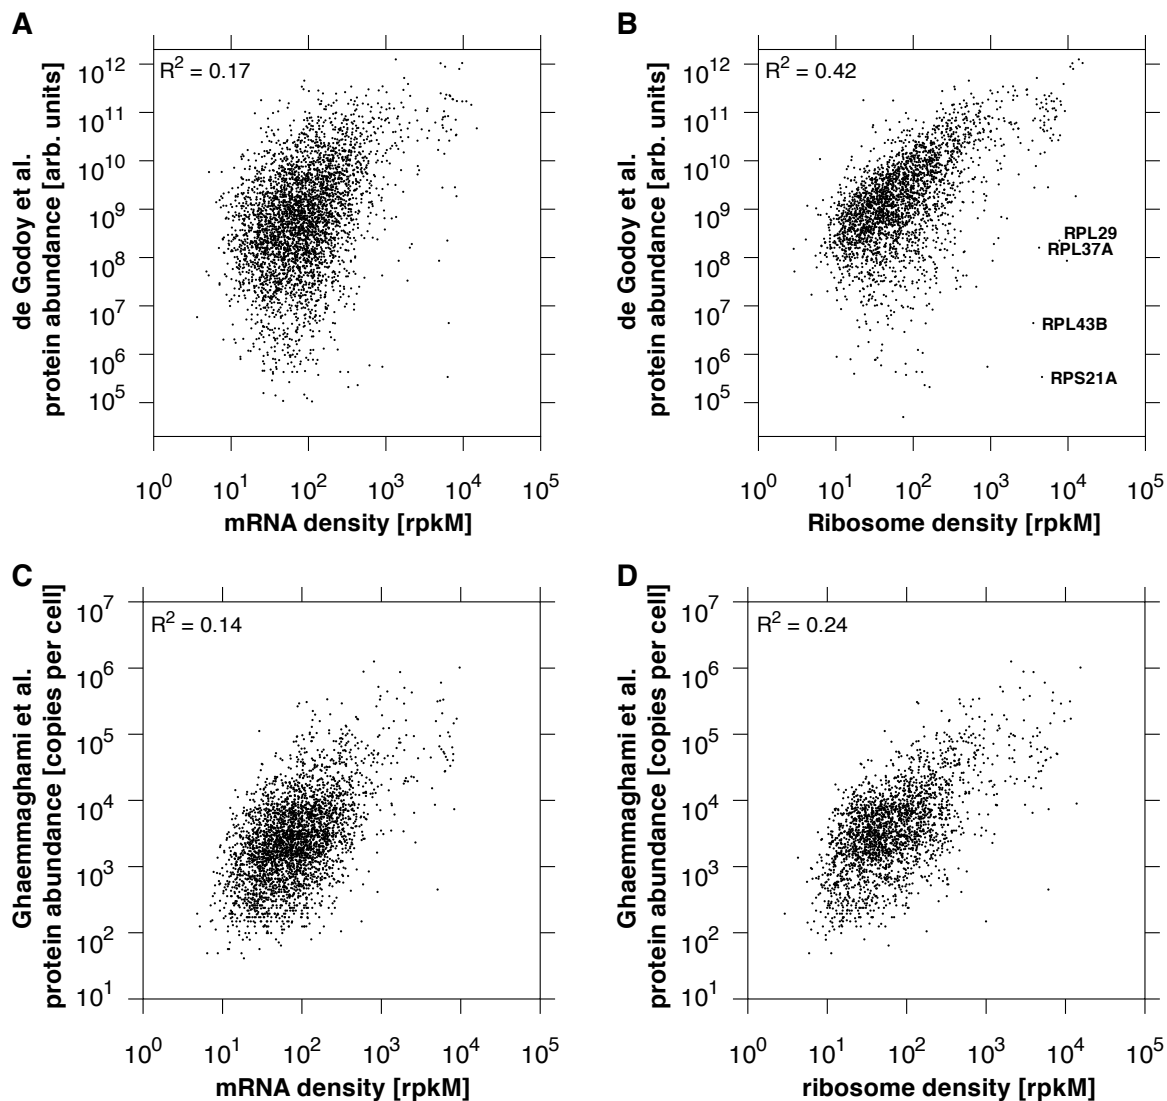 A
R² = 0.17
de Godoy et al.
protein abundance [arb. units]
10¹²
10¹¹
10¹⁰
10⁹
10⁸
10⁷
10⁶
10⁵
10⁰ 10¹ 10² 10³ 10⁴ 10⁵
mRNA density [rpkM]
B
R² = 0.42
de Godoy et al.
protein abundance [arb. units]
10¹²
10¹¹
10¹⁰
10⁹
10⁸
10⁷
10⁶
10⁵
RPL29
RPL37A
RPL43B
RPS21A
10⁰ 10¹ 10² 10³ 10⁴ 10⁵
Ribosome density [rpkM]
C
R² = 0.14
Ghaemmaghami et al.
protein abundance [copies per cell]
10⁷
10⁶
10⁵
10⁴
10³
10²
10¹
10⁰ 10¹ 10² 10³ 10⁴ 10⁵
mRNA density [rpkM]
D
R² = 0.24
Ghaemmaghami et al.
protein abundance [copies per cell]
10⁷
10⁶
10⁵
10⁴
10³
10²
10¹
10⁰ 10¹ 10² 10³ 10⁴ 10⁵
ribosome density [rpkM]